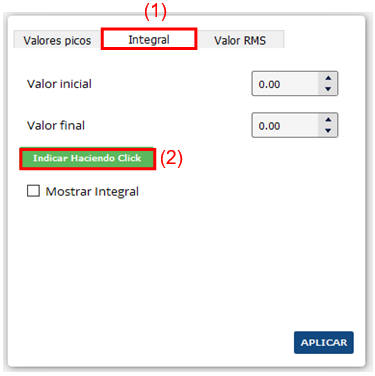 (1)
Valores picos Integral Valor RMS
Valor inicial 0.00
Valor final 0.00
Indicar Haciendo Click (2)
Mostrar Integral
APLICAR